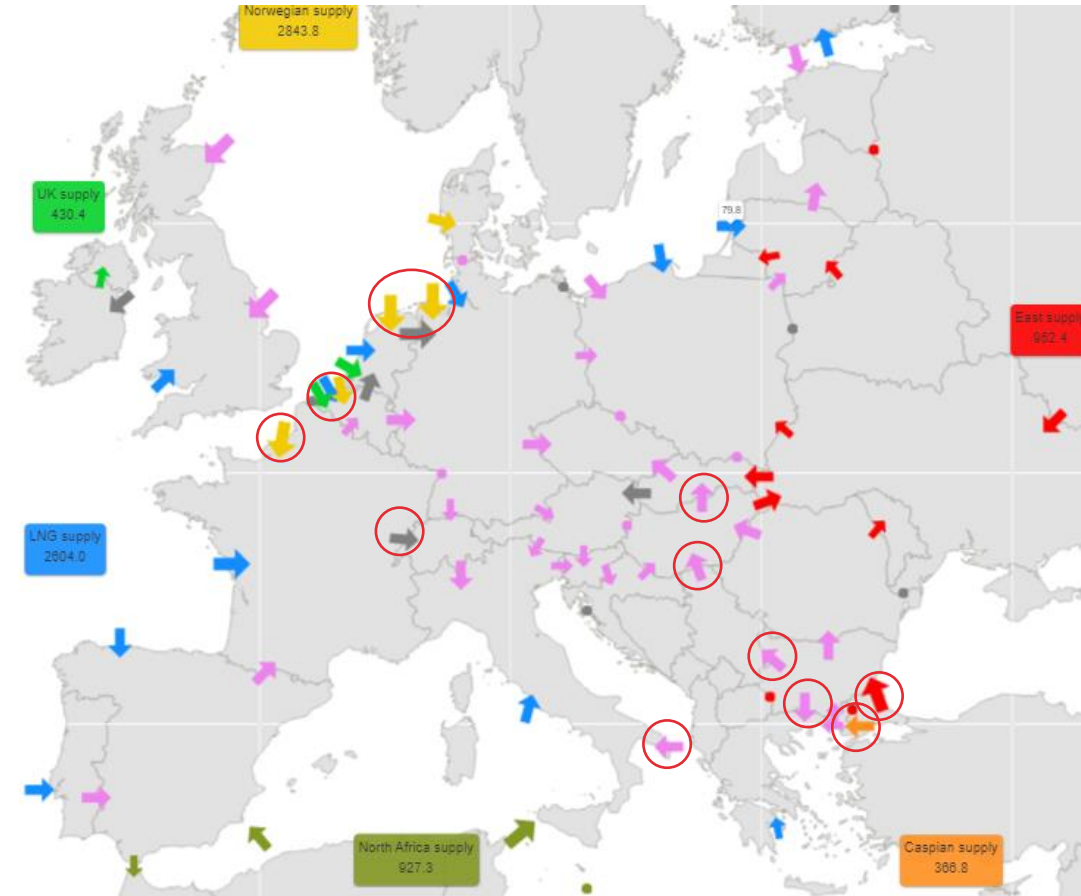 Norwegian supply
2843.8
UK supply
430.4
79.8
East supply
952.4
LNG supply
2604.0
North Africa supply
927.3
Caspian supply
366.8